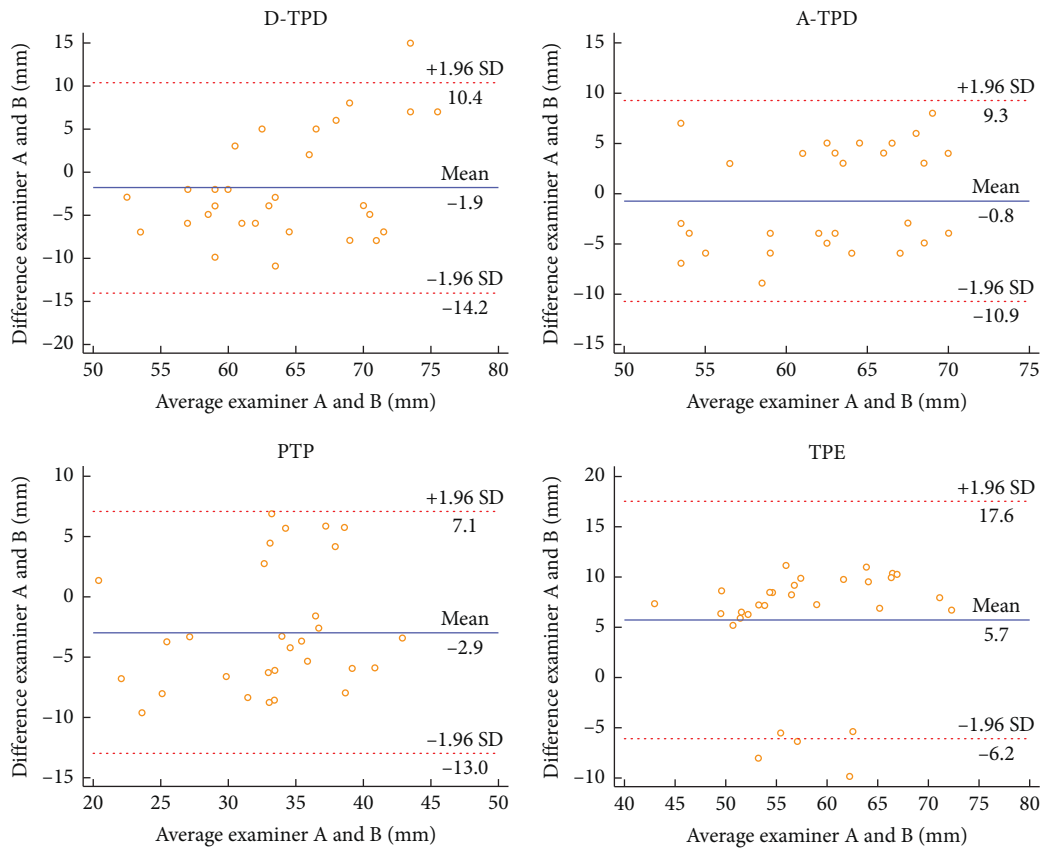 D-TPD
Difference examiner A and B (mm)
15
10
5
0
−5
−10
−15
−20
+1.96 SD
10.4
Mean
−1.9
−1.96 SD
−14.2
50 55 60 65 70 75 80
Average examiner A and B (mm)
A-TPD
Difference examiner A and B (mm)
15
10
5
0
−5
−10
−15
+1.96 SD
9.3
Mean
−0.8
−1.96 SD
−10.9
50 55 60 65 70 75
Average examiner A and B (mm)
PTP
Difference examiner A and B (mm)
10
5
0
−5
−10
−15
+1.96 SD
7.1
Mean
−2.9
−1.96 SD
−13.0
20 25 30 35 40 45 50
Average examiner A and B (mm)
TPE
Difference examiner A and B (mm)
20
15
10
5
0
−5
−10
+1.96 SD
17.6
Mean
5.7
−1.96 SD
−6.2
40 45 50 55 60 65 70 75 80
Average examiner A and B (mm)